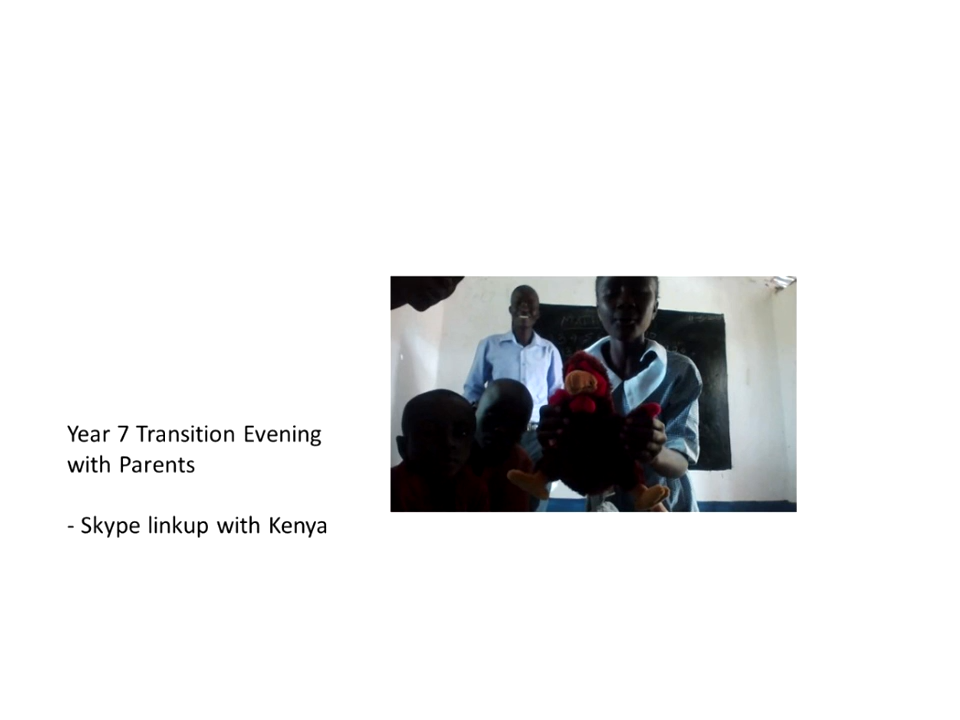 Year 7 Transition Evening
with Parents
- Skype linkup with Kenya